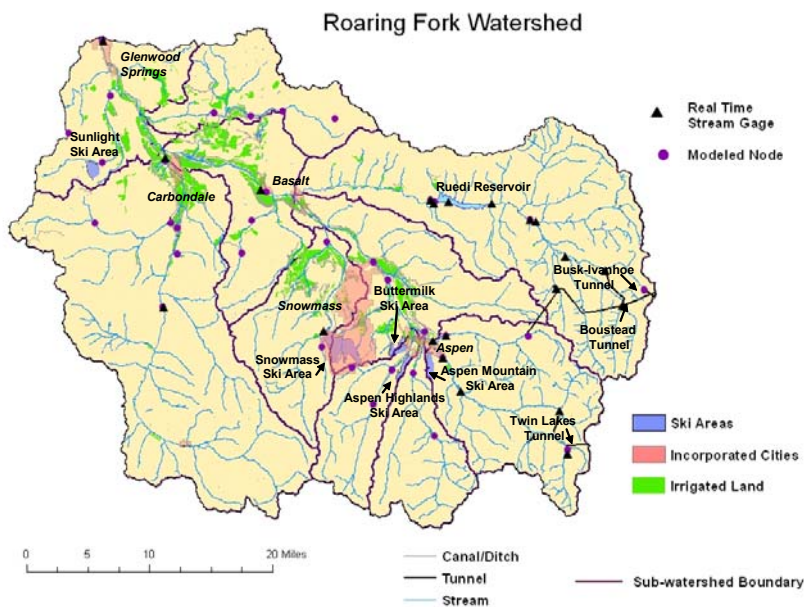 Roaring Fork Watershed
Glenwood
Springs
Real Time
Stream Gage
Modeled Node
Sunlight
Ski Area
Carbondale
Basalt
Ruedi Reservoir
Busk-Ivanhoe
Tunnel
Boustead
Tunnel
Snowmass
Buttermilk
Ski Area
Snowmass
Ski Area
Aspen
Aspen Mountain
Ski Area
Aspen Highlands
Ski Area
Twin Lakes
Tunnel
Ski Areas
Incorporated Cities
Irrigated Land
0 5 10 20 Miles
Canal/Ditch
Tunnel
Stream
Sub-watershed Boundary